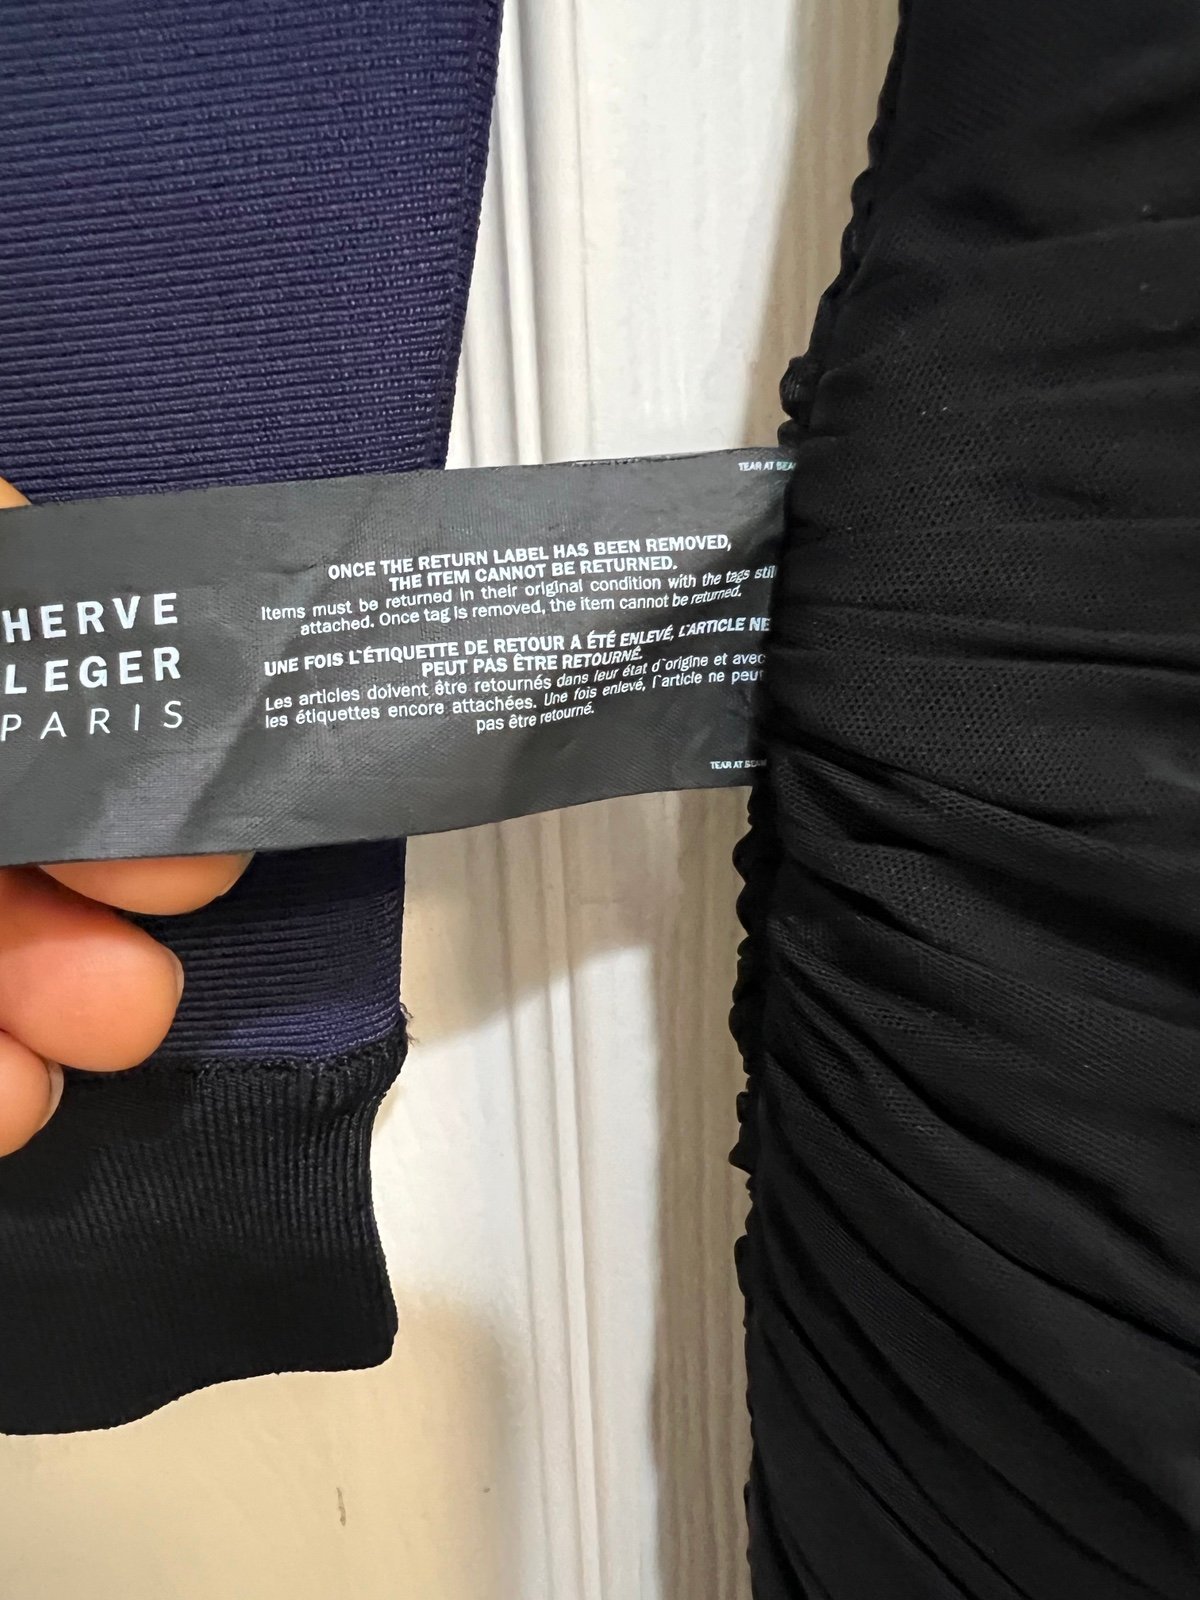 HERVE
LEGER
PARIS
TEAR AT
ONCE THE RETURN LABEL HAS BEEN REMOVED,
THE ITEM CANNOT BE RETURNED.
Items must be returned in their original condition with the tags
attached. Once tag is removed, the item cannot be returned.
UNE FOIS L`ÉTIQUETTE DE RETOUR A ÉTÉ ENLEVÉ, L`ARTICLE NE
PEUT PAS ÊTRE RETOURNÉ.
Les articles doivent être retournés dans leur état d`origine et avec
les étiquettes encore attachées. Une fois enlevé, l`article ne peut
pas être retourné.
TEAR AT SEAM